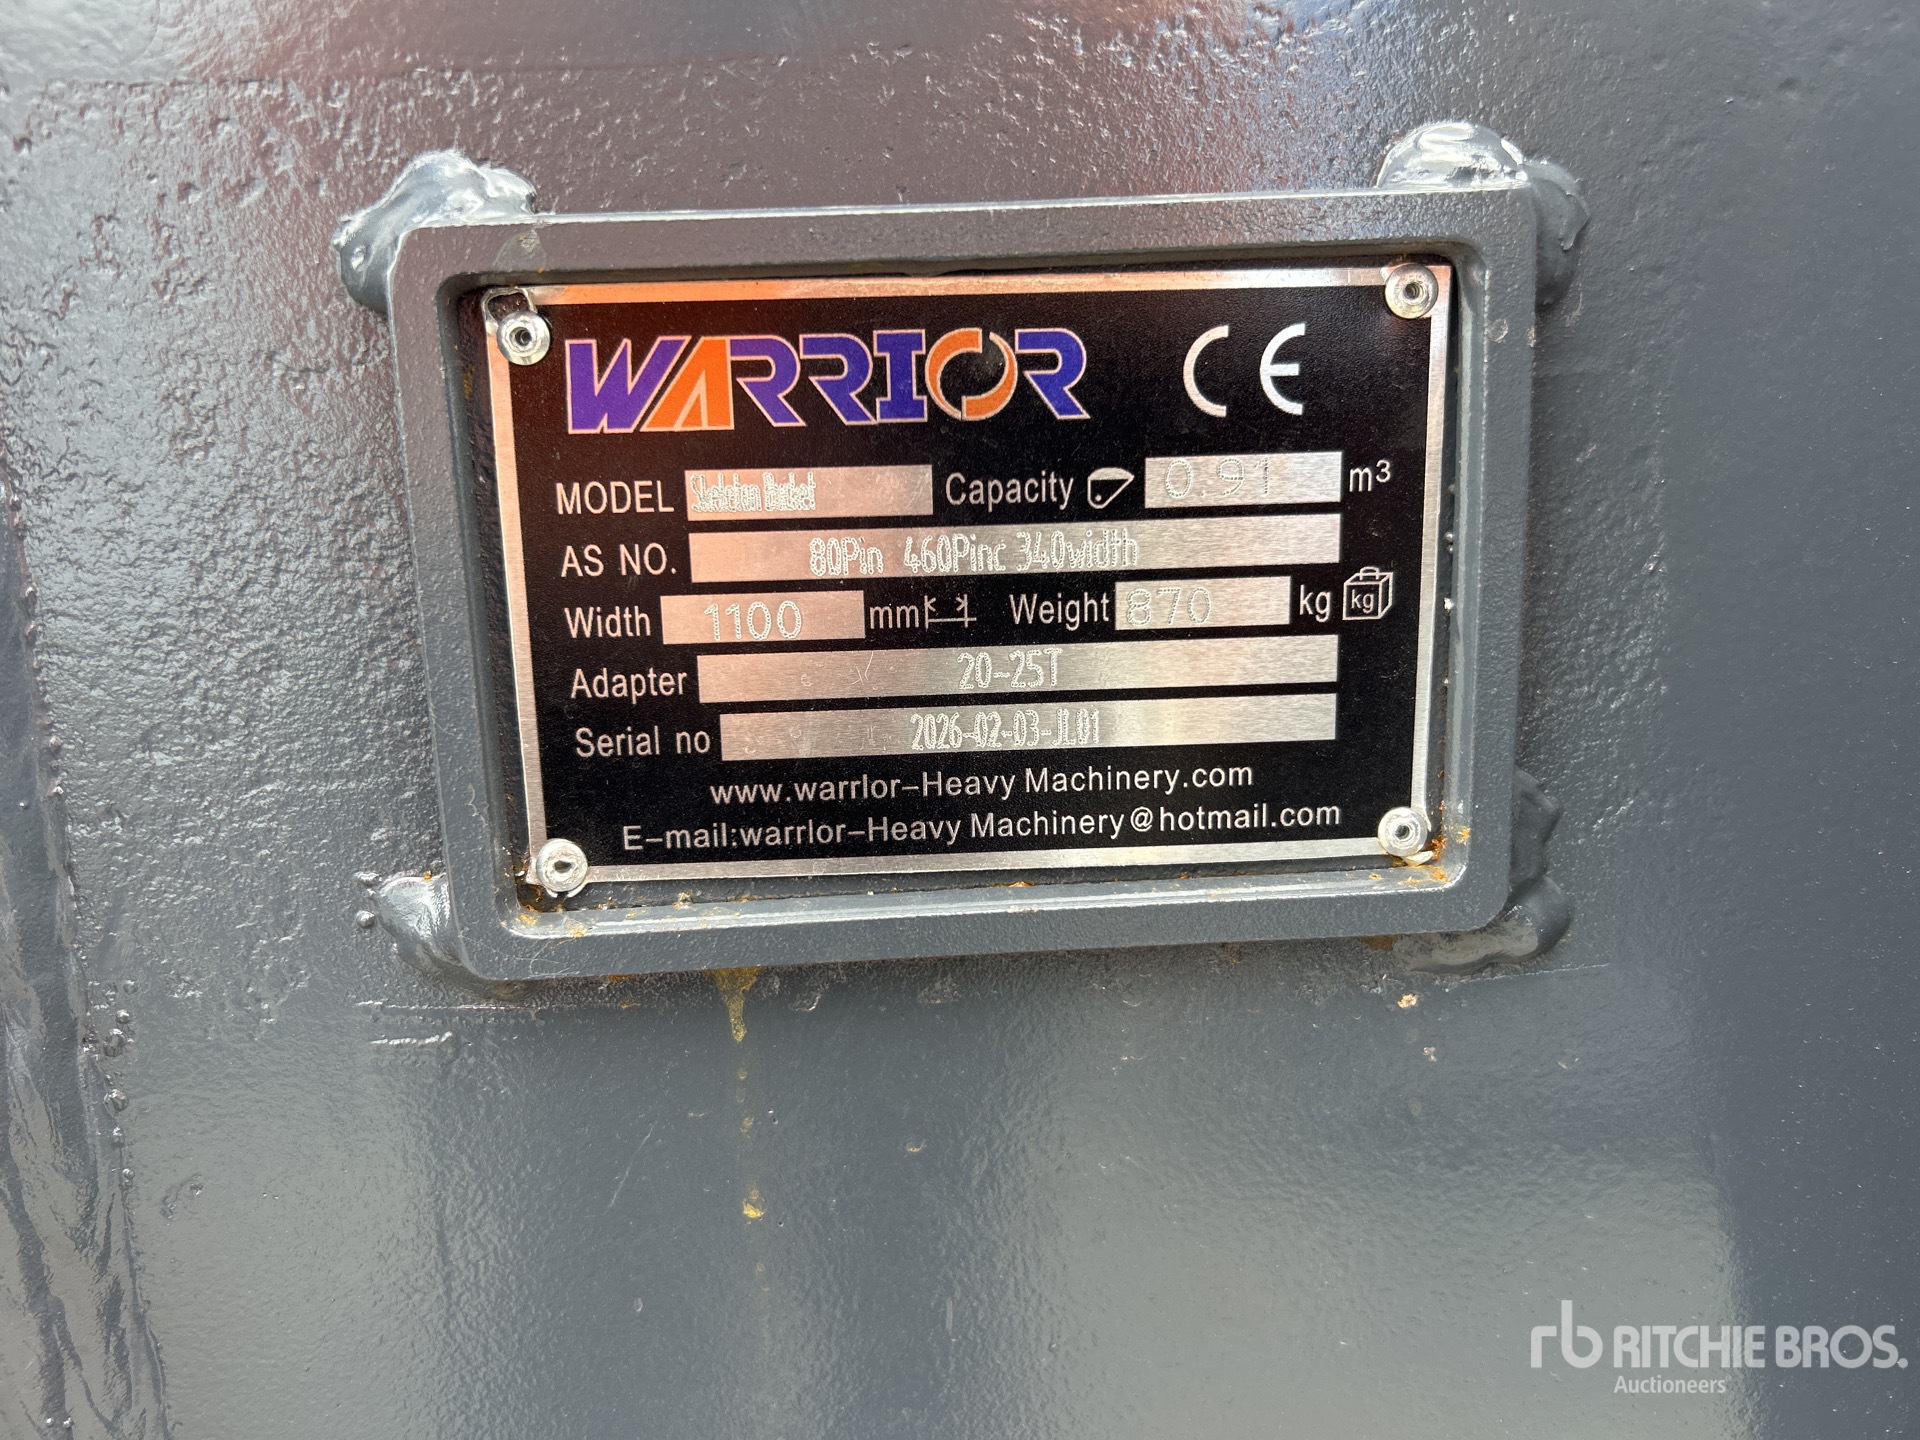 WARRIOR CE
MODEL Skeleton Bucket Capacity 0.91 m³
AS NO. 80Pin 460Pinc 340width
Width 1100 mm Weight 870 kg kg
Adapter 20-25T
Serial no 2026-02-03-JL01
www.warrlor-Heavy Machinery.com
E-mail:warrlor-Heavy Machinery@hotmail.com
rb RITCHIE BROS.
Auctioneers